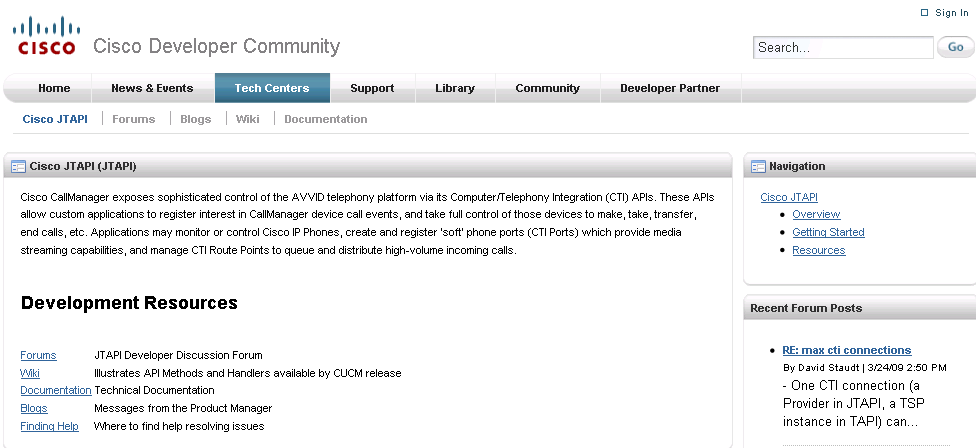 Sign In
CISCO
Cisco Developer Community
Search...
Go
Home
News & Events
Tech Centers
Support
Library
Community
Developer Partner
Cisco JTAPI
Forums
Blogs
Wiki
Documentation
Cisco JTAPI (JTAPI)
Cisco CallManager exposes sophisticated control of the AVVID telephony platform via its Computer/Telephony Integration (CTI) APIs. These APIs
allow custom applications to register interest in CallManager device call events, and take full control of those devices to make, take, transfer,
end calls, etc. Applications may monitor or control Cisco IP Phones, create and register 'soft' phone ports (CTI Ports) which provide media
streaming capabilities, and manage CTI Route Points to queue and distribute high-volume incoming calls.
Development Resources
Forums JTAPI Developer Discussion Forum
Wiki Illustrates API Methods and Handlers available by CUCM release
Documentation Technical Documentation
Blogs Messages from the Product Manager
Finding Help Where to find help resolving issues
Navigation
Cisco JTAPI
Overview
Getting Started
Resources
Recent Forum Posts
RE: max cti connections
By David Staudt | 3/24/09 2:50 PM
- One CTI connection (a
Provider in JTAPI, a TSP
instance in TAPI) can...